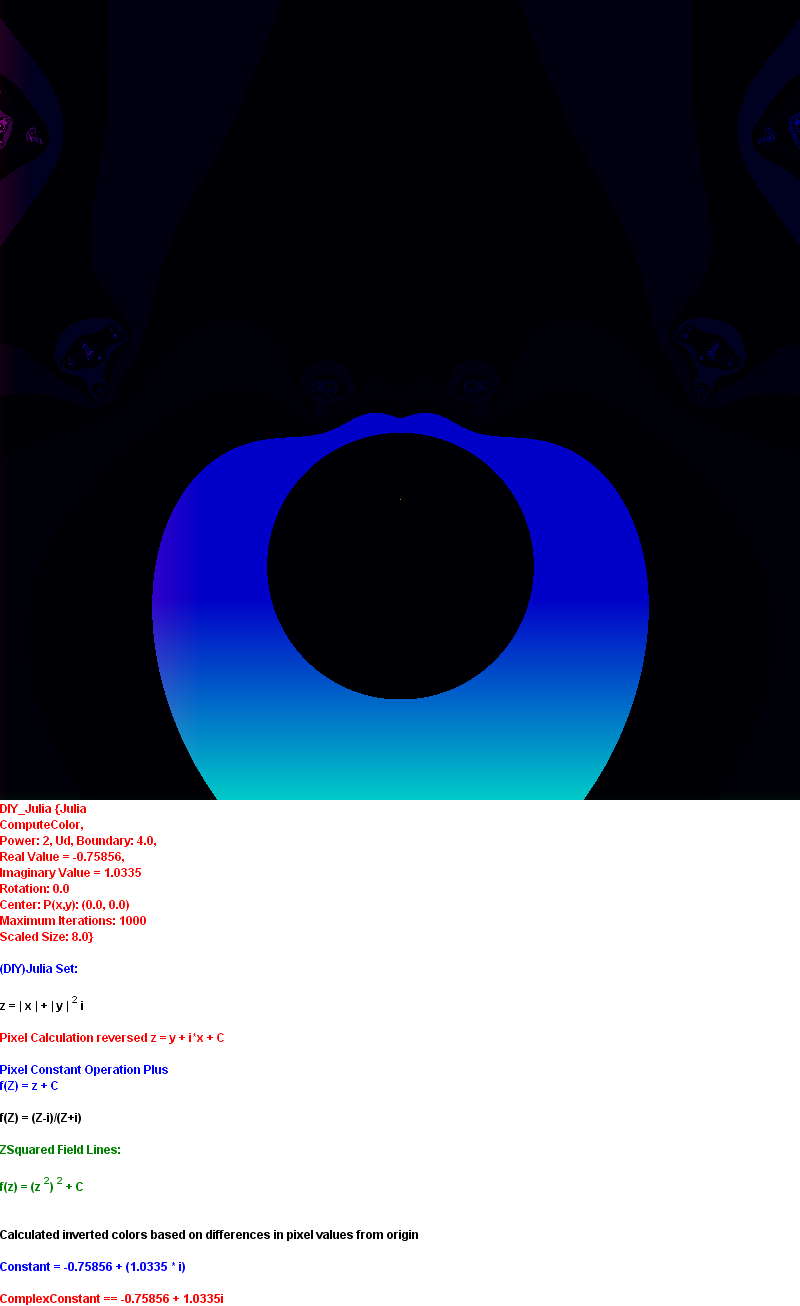 DIY_Julia {Julia
ComputeColor,
Power: 2, Ud, Boundary: 4.0,
Real Value = -0.75856,
Imaginary Value = 1.0335
Rotation: 0.0
Center: P(x,y): (0.0, 0.0)
Maximum Iterations: 1000
Scaled Size: 8.0}
(DIY)Julia Set:
z = | x | + | y | ² i
Pixel Calculation reversed z = y + i*x + C
Pixel Constant Operation Plus
f(Z) = z + C
f(Z) = (Z-i)/(Z+i)
ZSquared Field Lines:
f(z) = (z ²) ² + C
Calculated inverted colors based on differences in pixel values from origin
Constant = -0.75856 + (1.0335 * i)
ComplexConstant == -0.75856 + 1.0335i